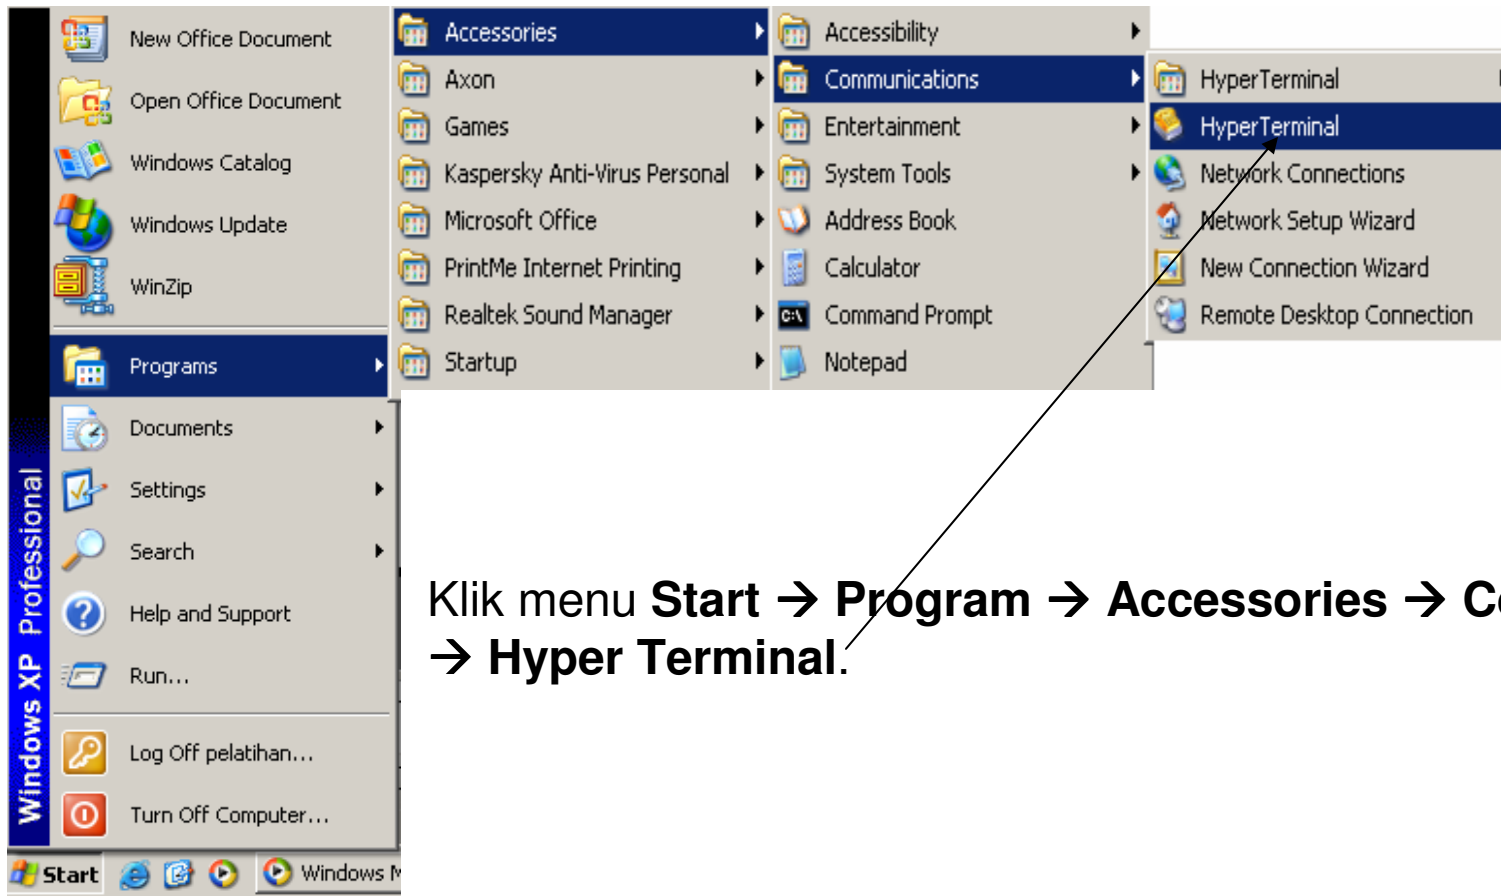 New Office Document
Open Office Document
Windows Catalog
Windows Update
WinZip
Programs
Documents
Settings
Search
Help and Support
Run...
Log Off pelatihan...
Turn Off Computer...
Windows XP Professional
Start
Windows M
Accessories
Axon
Games
Kaspersky Anti-Virus Personal
Microsoft Office
PrintMe Internet Printing
Realtek Sound Manager
Startup
Accessibility
Communications
Entertainment
System Tools
Address Book
Calculator
Command Prompt
Notepad
HyperTerminal
HyperTerminal
Network Connections
Network Setup Wizard
New Connection Wizard
Remote Desktop Connection
Klik menu Start → Program → Accessories →
→ Hyper Terminal.